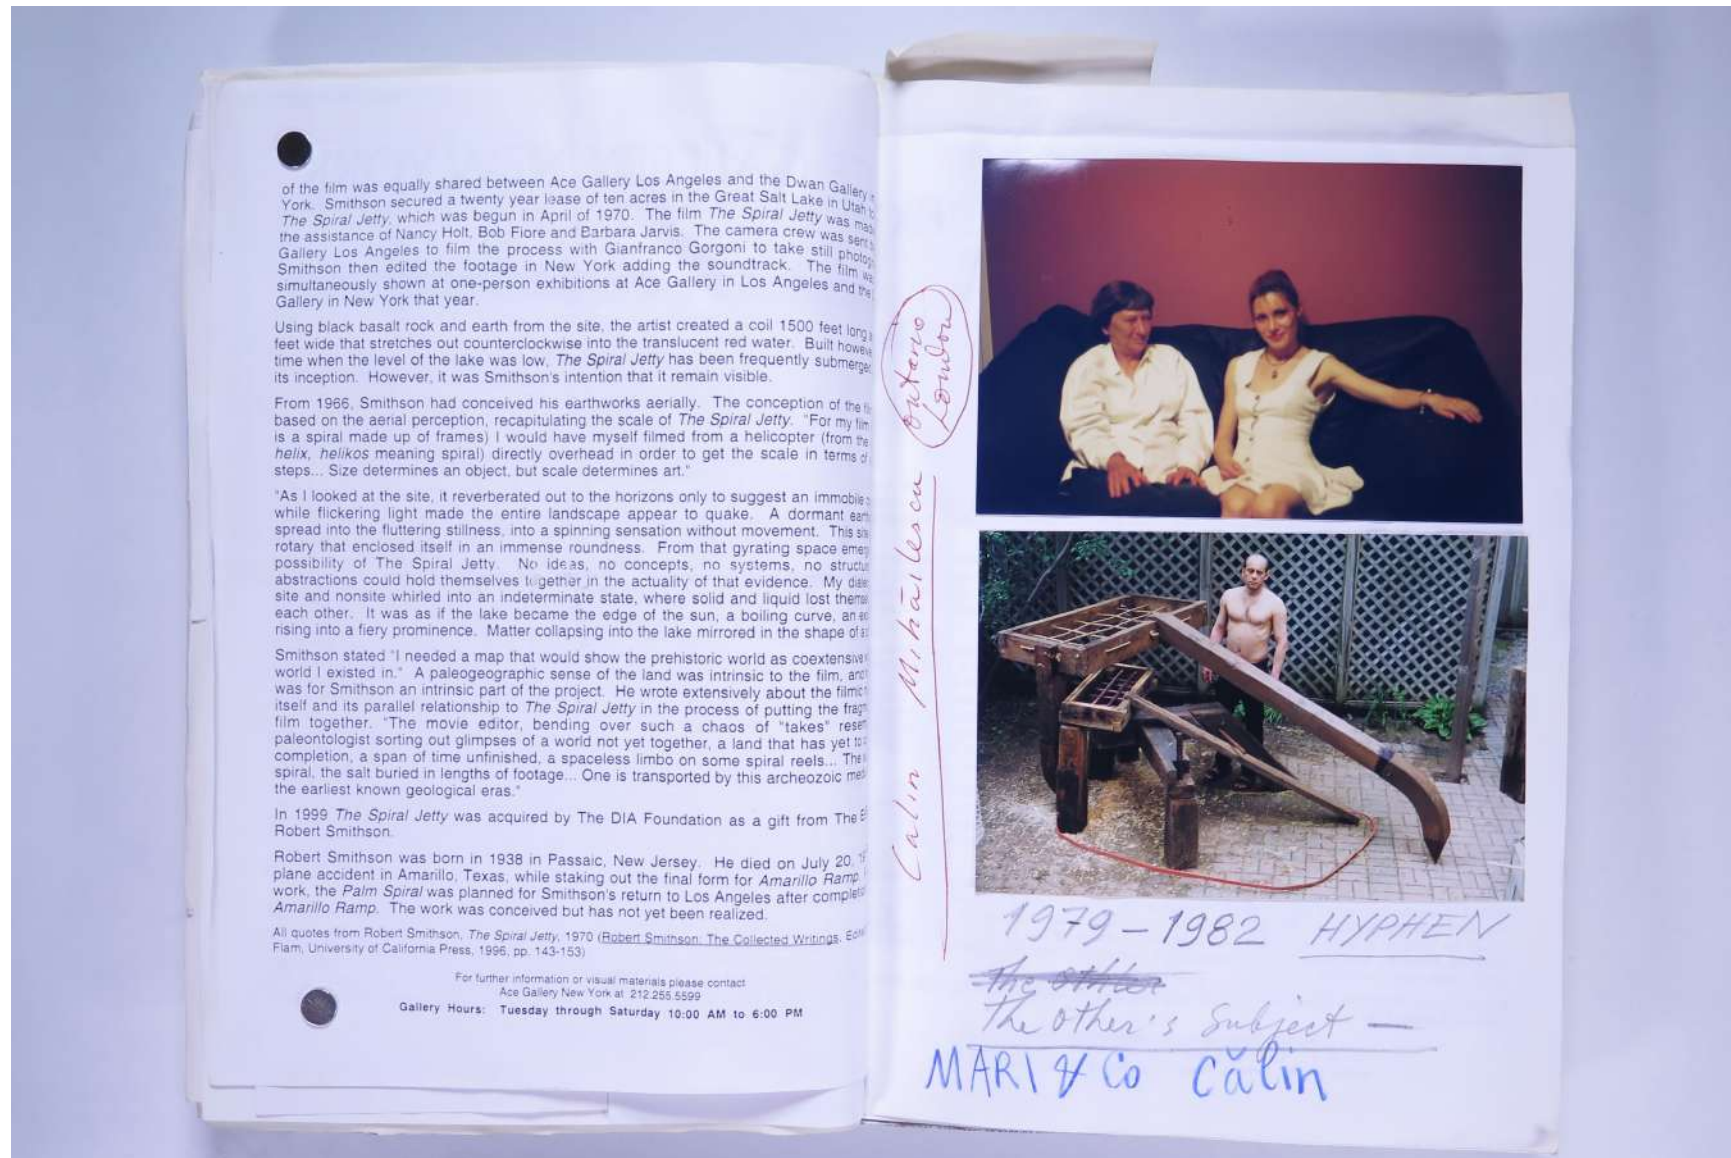 of the film was equally shared between Ace Gallery Los Angeles and the Dwan Gallery in
York. Smithson secured a twenty year lease of ten acres in the Great Salt Lake in Utah
The Spiral Jetty, which was begun in April of 1970. The film The Spiral Jetty was made
the assistance of Nancy Holt, Bob Fiore and Barbara Jarvis. The camera crew was sent
Gallery Los Angeles to film the process with Gianfranco Gorgoni to take still photog
Smithson then edited the footage in New York adding the soundtrack. The film was
simultaneously shown at one-person exhibitions at Ace Gallery in Los Angeles and the
Gallery in New York that year.
Using black basalt rock and earth from the site, the artist created a coil 1500 feet long
feet wide that stretches out counterclockwise into the translucent red water. Built howeve
time when the level of the lake was low, The Spiral Jetty has been frequently submerged
its inception. However, it was Smithson's intention that it remain visible.
From 1966, Smithson had conceived his earthworks aerially. The conception of the
based on the aerial perception, recapitulating the scale of The Spiral Jetty. "For my film
is a spiral made up of frames) I would have myself filmed from a helicopter (from the
helix, helikos meaning spiral) directly overhead in order to get the scale in terms of
steps... Size determines an object, but scale determines art."
"As I looked at the site, it reverberated out to the horizons only to suggest an immobile
while flickering light made the entire landscape appear to quake. A dormant eart
spread into the fluttering stillness, into a spinning sensation without movement. This
rotary that enclosed itself in an immense roundness. From that gyrating space emer
possibility of The Spiral Jetty. No ideas, no concepts, no systems, no structu
abstractions could hold themselves together in the actuality of that evidence. My diale
site and nonsite whirled into an indeterminate state, where solid and liquid lost them
each other. It was as if the lake became the edge of the sun, a boiling curve, an
rising into a fiery prominence. Matter collapsing into the lake mirrored in the shape of
Smithson stated "I needed a map that would show the prehistoric world as coextensive
world I existed in." A paleogeographic sense of the land was intrinsic to the film, and
was for Smithson an intrinsic part of the project. He wrote extensively about the filmic
itself and its parallel relationship to The Spiral Jetty in the process of putting the fragm
film together. "The movie editor, bending over such a chaos of "takes" resem
paleontologist sorting out glimpses of a world not yet together, a land that has yet to
completion, a span of time unfinished, a spaceless limbo on some spiral reels... The
spiral, the salt buried in lengths of footage... One is transported by this archeozoic med
the earliest known geological eras."
In 1999 The Spiral Jetty was acquired by The DIA Foundation as a gift from The E
Robert Smithson.
Robert Smithson was born in 1938 in Passaic, New Jersey. He died on July 20,
plane accident in Amarillo, Texas, while staking out the final form for Amarillo Ramp.
work, the Palm Spiral was planned for Smithson's return to Los Angeles after complet
Amarillo Ramp. The work was conceived but has not yet been realized.
All quotes from Robert Smithson, The Spiral Jetty, 1970 (Robert Smithson: The Collected Writings,
Flam, University of California Press, 1996, pp. 143-153)
For further information or visual materials please contact
Ace Gallery New York at 212.255.5599
Gallery Hours: Tuesday through Saturday 10:00 AM to 6:00 PM
Calin Mihăilescu
Ontario
London
1979 – 1982 HYPHEN
The other
The other's Subject —
MARI & Co Călin